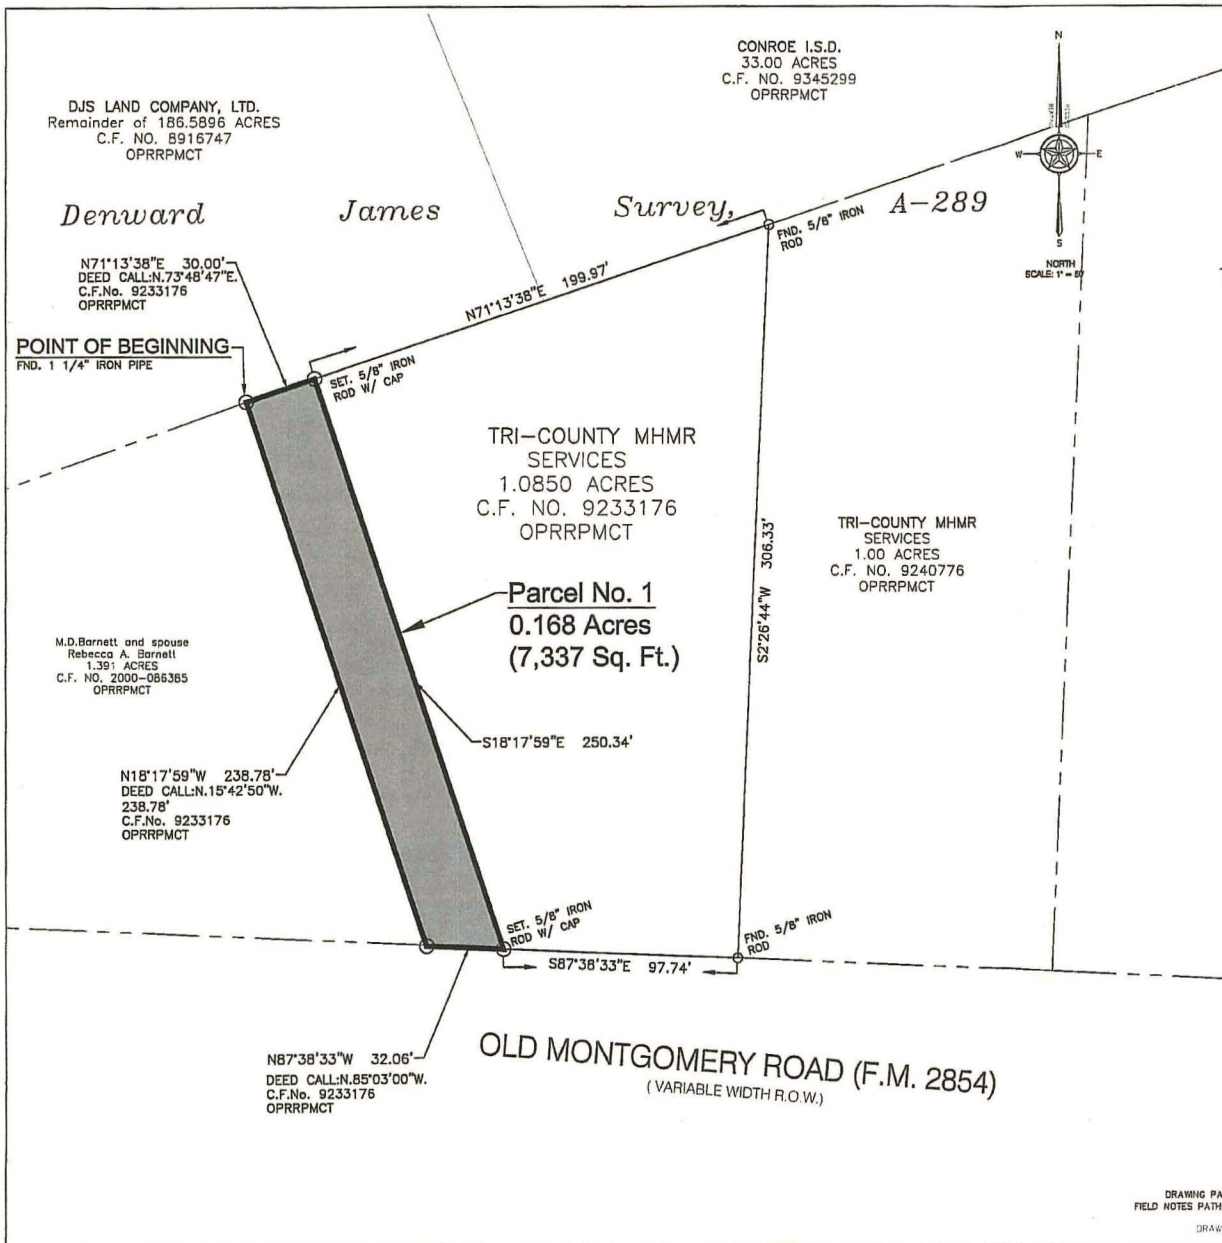 CONROE I.S.D.
33.00 ACRES
C.F. NO. 9345299
OPRRPMCT
N
W
E
S
NORTH
DJS LAND COMPANY, LTD.
Remainder of 186.5896 ACRES
C.F. NO. 8916747
OPRRPMCT
Denward James Survey, A-289
FND. 5/8" IRON
ROD
N71°13'38"E 30.00'
DEED CALL:N.73°48'47"E.
C.F.No. 9233176
OPRRPMCT
SCALE: 1" =
N71°13'38"E 199.97'
POINT OF BEGINNING
FND. 1 1/4" IRON PIPE
SET. 5/8" IRON
ROD W/ CAP
TRI-COUNTY MHMR
SERVICES
1.0850 ACRES
C.F. NO. 9233176
OPRRPMCT
S2°26'44"W 306.33'
TRI-COUNTY MHMR
SERVICES
1.00 ACRES
C.F. NO. 9240776
OPRRPMCT
Parcel No. 1
0.168 Acres
(7,337 Sq. Ft.)
M.D.Barnett and spouse
Rebecca A. Barnett
1.391 ACRES
C.F. NO. 2000-086385
OPRRPMCT
S18°17'59"E 250.34'
N18°17'59"W 238.78'
DEED CALL:N.15°42'50"W.
238.78'
C.F.No. 9233176
OPRRPMCT
SET. 5/8" IRON
ROD W/ CAP
FND. 5/8" IRON
ROD
S87°38'33"E 97.74'
N87°38'33"W 32.06'
DEED CALL:N.85°03'00"W.
C.F.No. 9233176
OPRRPMCT
OLD MONTGOMERY ROAD (F.M. 2854)
( VARIABLE WIDTH R.O.W.)
DRAWING PA
FIELD NOTES PATH
DRAW